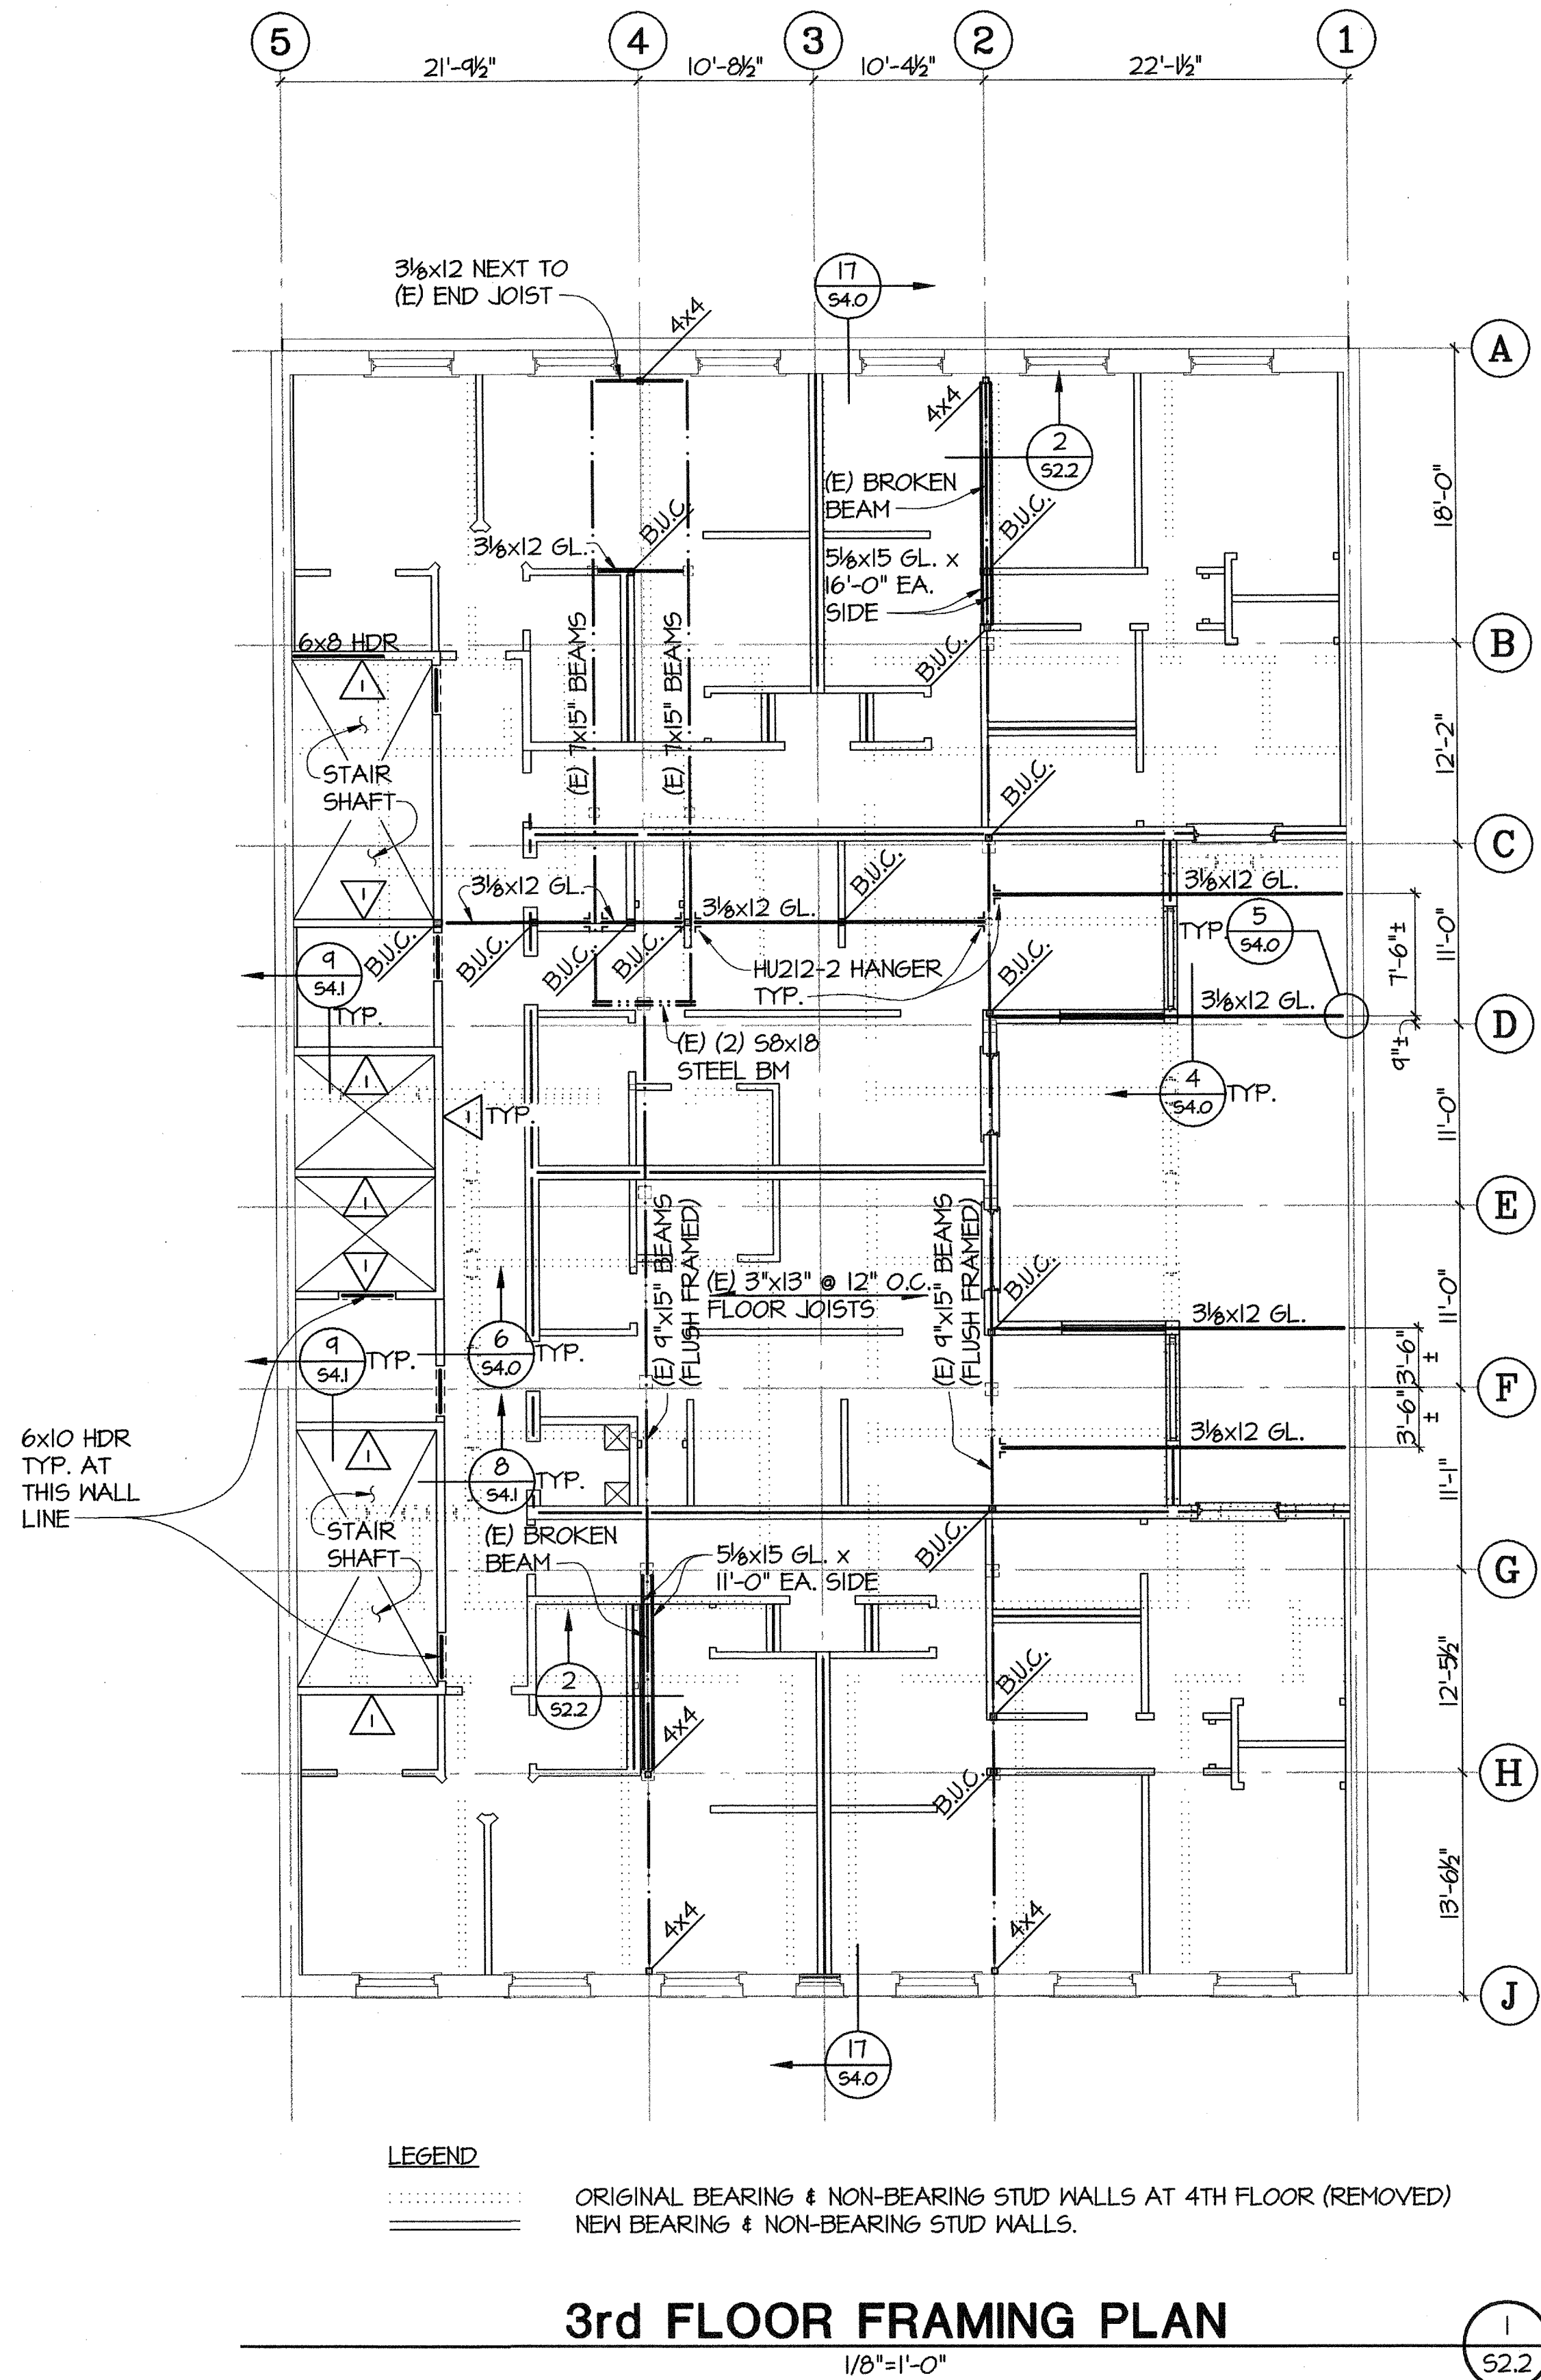 5
4
3
2
1
21'-9½"
10'-8½"
10'-4½"
22'-1½"
3⅛x12 NEXT TO
(E) END JOIST
4x4
17
S4.0
A
4x4
2
S2.2
(E) BROKEN
BEAM
B.U.C.
B.U.C.
18'-0"
3⅛x12 GL.
5⅛x15 GL. x
16'-0" EA.
SIDE
6x8 HDR
B.U.C.
B
(E) 7x15" BEAMS
(E) 7x15" BEAMS
1
STAIR
SHAFT
12'-2"
B.U.C.
C
1
3⅛x12 GL.
3⅛x12 GL.
B.U.C.
3⅛x12 GL.
TYP.
5
S4.0
7'-6"±
11'-0"
9
S4.1
TYP.
B.U.C.
B.U.C.
B.U.C.
B.U.C.
HU212-2 HANGER
TYP.
B.U.C.
3⅛x12 GL.
D
9"±
(E) (2) S8x18
STEEL BM
1
1
TYP.
4
S4.0
TYP.
11'-0"
E
1
(E) 9"x15" BEAMS
(FLUSH FRAMED)
(E) 9"x15" BEAMS
(FLUSH FRAMED)
1
(E) 3"x13" @ 12" O.C.
FLOOR JOISTS
B.U.C.
11'-0"
3⅛x12 GL.
9
S4.1
TYP.
6
S4.0
TYP.
3'-6"
±
F
3'-6"
±
6x10 HDR
TYP. AT
THIS WALL
LINE
1
8
S4.1
TYP.
3⅛x12 GL.
11'-1"
STAIR
SHAFT
(E) BROKEN
BEAM
5⅛x15 GL. x
11'-0" EA. SIDE
B.U.C.
G
2
S2.2
1
4x4
B.U.C.
12'-5½"
B.U.C.
H
4x4
4x4
13'-6½"
J
17
S4.0
LEGEND
ORIGINAL BEARING & NON-BEARING STUD WALLS AT 4TH FLOOR (REMOVED)
NEW BEARING & NON-BEARING STUD WALLS.
3rd FLOOR FRAMING PLAN
1/8"=1'-0"
1
S2.2